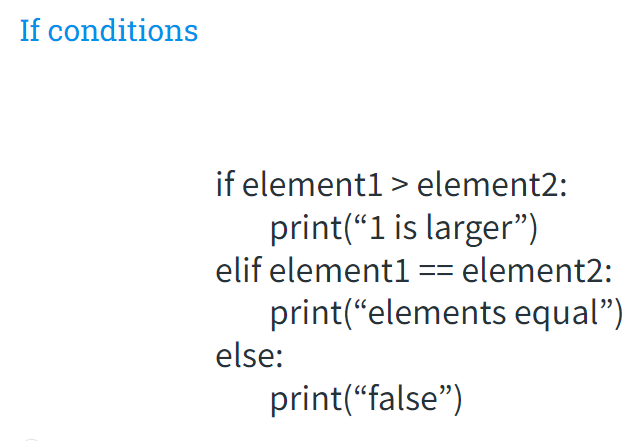 If conditions
if element1 > element2:
print(“1 is larger”)
elif element1 == element2:
print(“elements equal”)
else:
print(“false”)